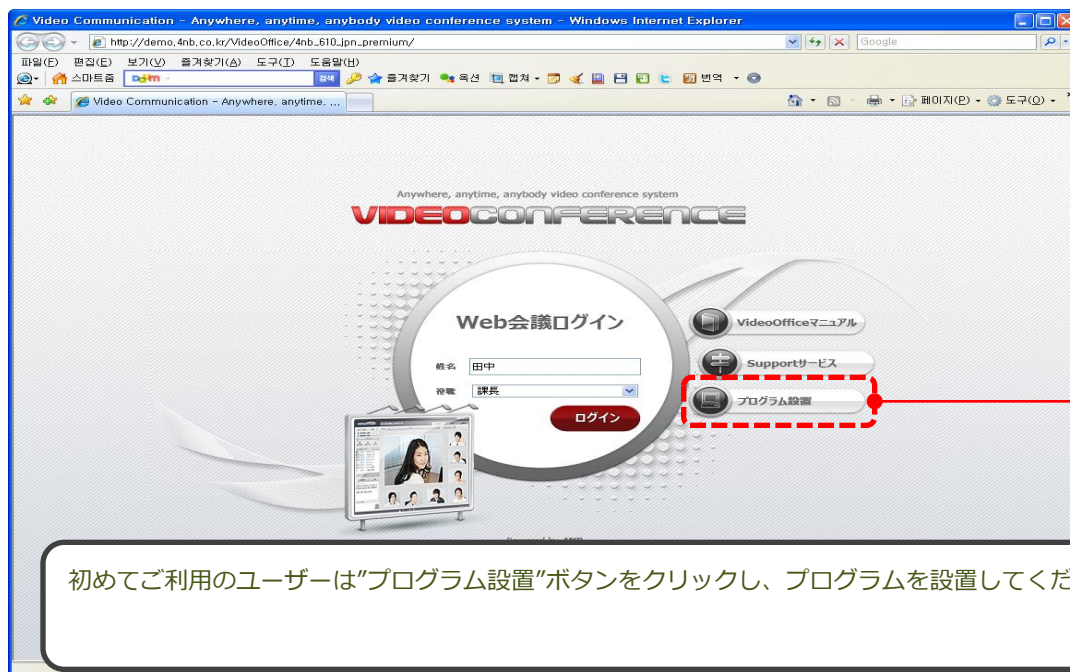 Video Communication - Anywhere, anytime, anybody video conference system - Windows Internet Explorer
http://demo.4nb.co.kr/VideoOffice/4nb_610_jpn_premium/
Google
파일(F) 편집(E) 보기(V) 즐겨찾기(A) 도구(T) 도움말(H)
스마트줌 Daum 검색 즐겨찾기 옥션 캡쳐 번역
Video Communication - Anywhere, anytime, ...
페이지(P) 도구(O)
Anywhere, anytime, anybody video conference system
VIDEOCONFERENCE
Web会議ログイン
姓名 田中
役職 課長
ログイン
VideoOfficeマニュアル
Supportサービス
プログラム設置
初めてご利用のユーザーは”プログラム設置”ボタンをクリックし、プログラムを設置してくだ